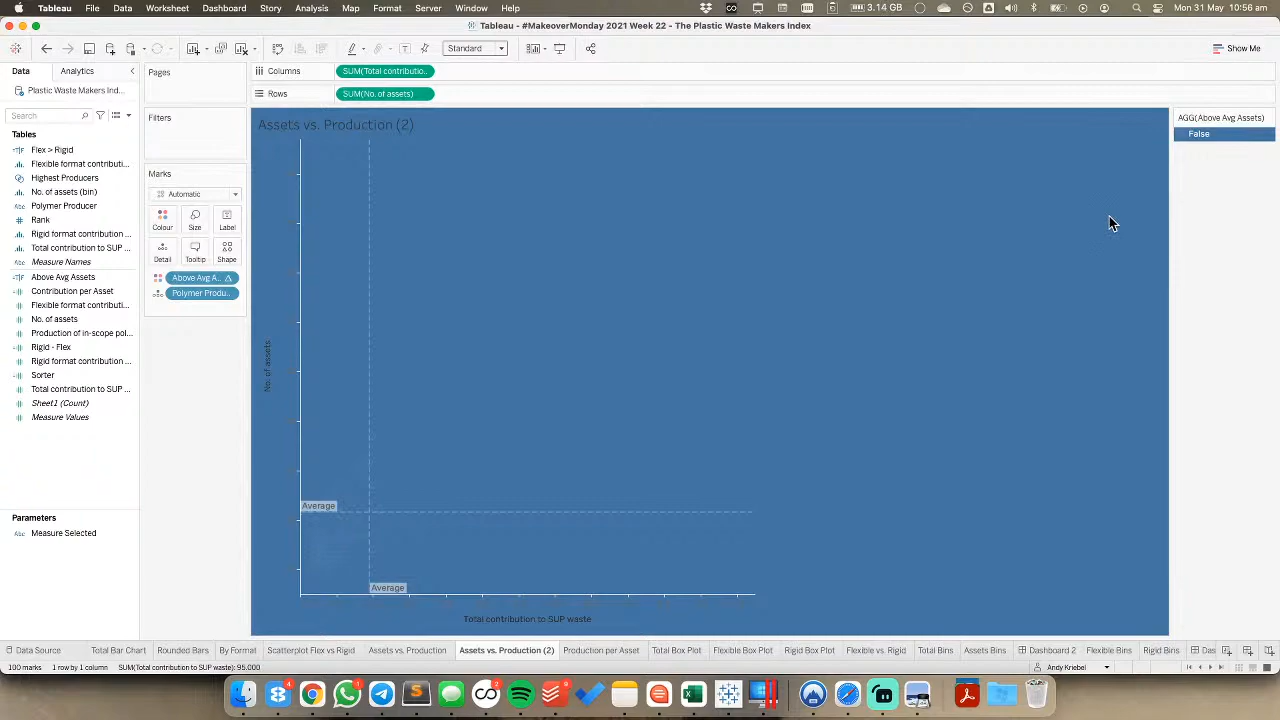 Tableau File Data Worksheet Dashboard Story Analysis Map Format Server Window Help 3.14 GB Mon 31 May 10:56 am
Tableau - #MakeoverMonday 2021 Week 22 - The Plastic Waste Makers Index
Standard Show Me
Data Analytics
Plastic Waste Makers Ind...
Search
Tables
Flex > Rigid
Flexible format contributi...
Highest Producers
No. of assets (bin)
Polymer Producer
Rank
Rigid format contribution ...
Total contribution to SUP ...
Measure Names
Above Avg Assets
Contribution per Asset
Flexible format contributi...
No. of assets
Production of in-scope pol...
Rigid - Flex
Rigid format contribution ...
Sorter
Total contribution to SUP ...
Sheet1 (Count)
Measure Values
Parameters
Measure Selected
Pages
Filters
Marks
Automatic
Colour Size Label
Detail Tooltip Shape
Above Avg A..
Polymer Produ..
Columns SUM(Total contributio..
Rows SUM(No. of assets)
Assets vs. Production (2)
No. of assets
Average
Average
Total contribution to SUP waste
AGG(Above Avg Assets)
False
Data Source Total Bar Chart Rounded Bars By Format Scatterplot Flex vs Rigid Assets vs. Production Assets vs. Production (2) Production per Asset Total Box Plot Flexible Box Plot Rigid Box Plot Flexible vs. Rigid Total Bins Assets Bins Dashboard 2 Flexible Bins Rigid Bins Das
100 marks 1 row by 1 column SUM(Total contribution to SUP waste): 95.000 Andy Kriebel